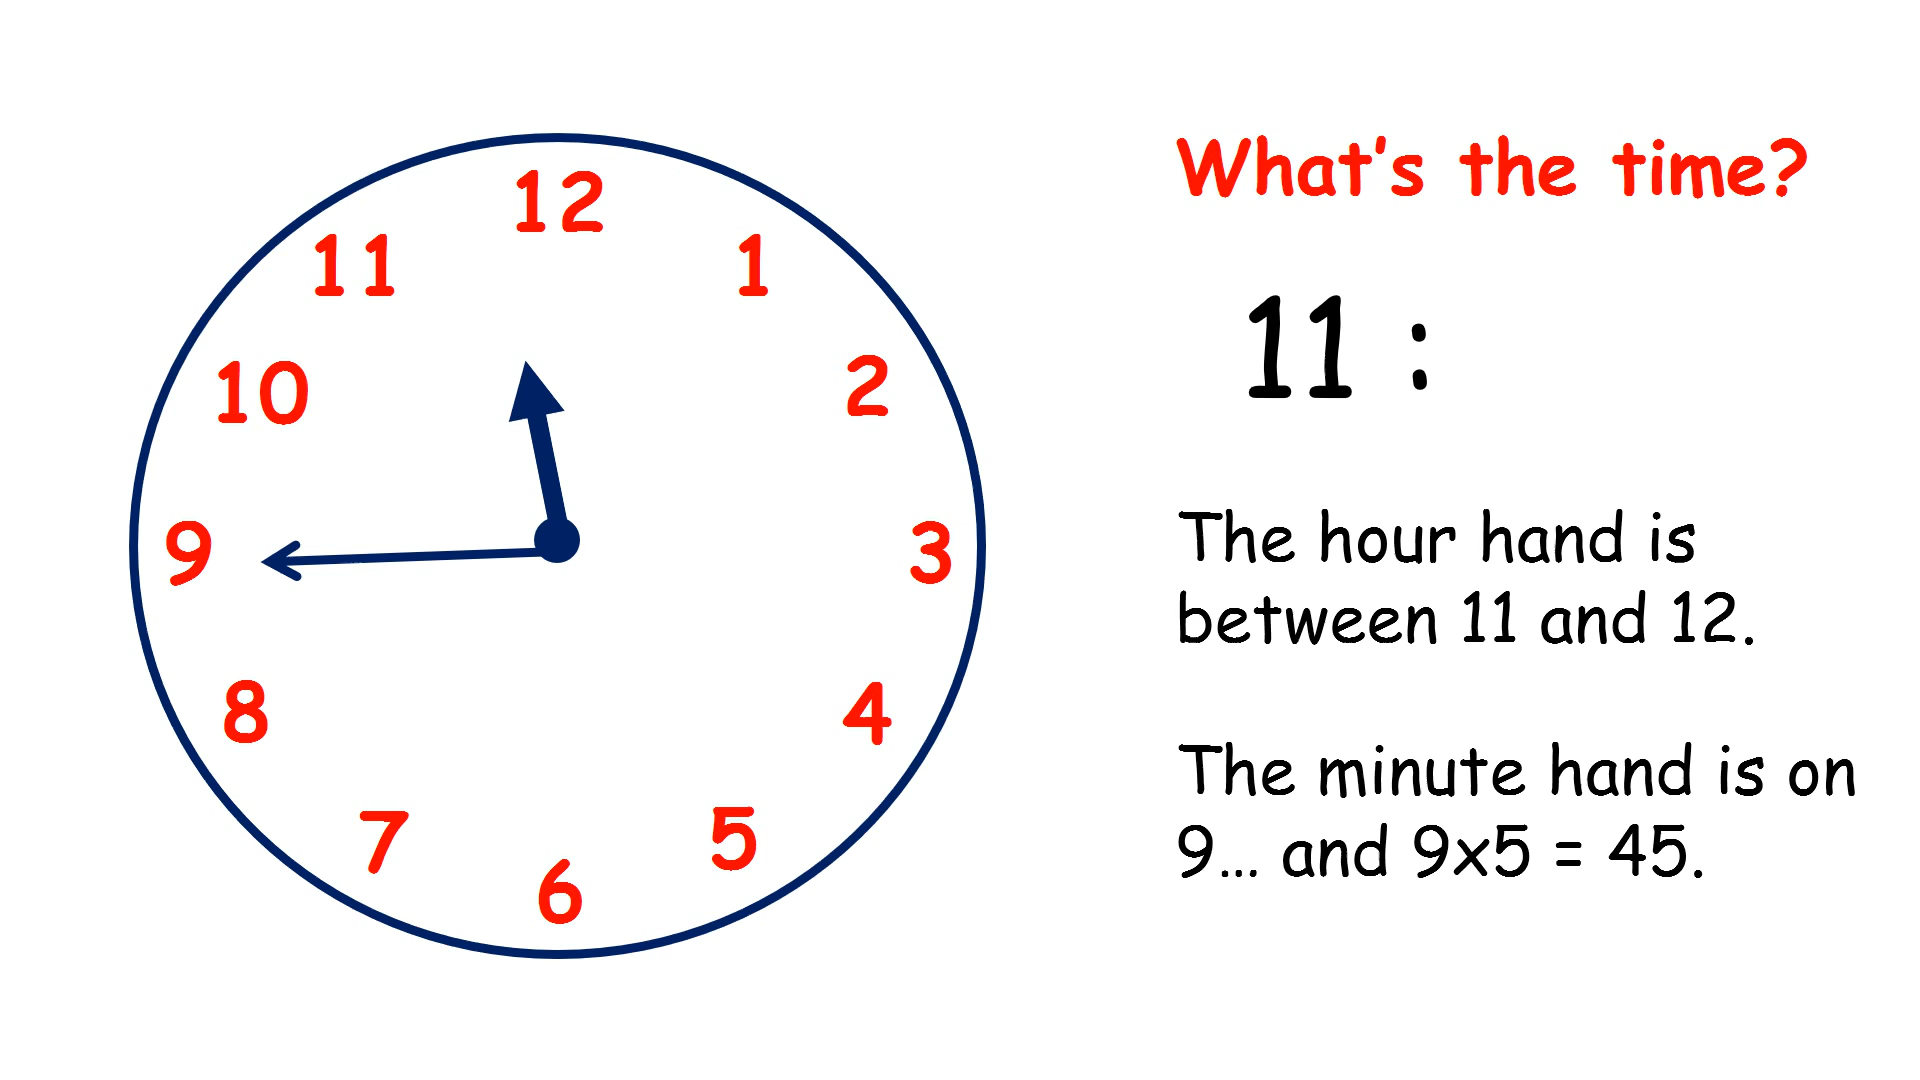 12
11
1
10
2
9
3
8
4
7
5
6
What's the time?
11 :
The hour hand is
between 11 and 12.
The minute hand is on
9... and 9x5 = 45.